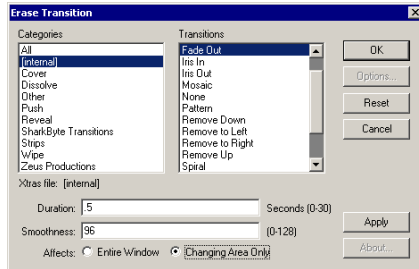 Erase Transition
Categories
Transitions
All
[internal]
Cover
Dissolve
Other
Push
Reveal
SharkByte Transitions
Strips
Wipe
Zeus Productions
Fade Out
Iris In
Iris Out
Mosaic
None
Pattern
Remove Down
Remove to Left
Remove to Right
Remove Up
Spiral
OK
Options...
Reset
Cancel
Xtras file: [internal]
Duration: .5 Seconds (0-30)
Smoothness: 96 (0-128)
Affects: Entire Window Changing Area Only
Apply
About...